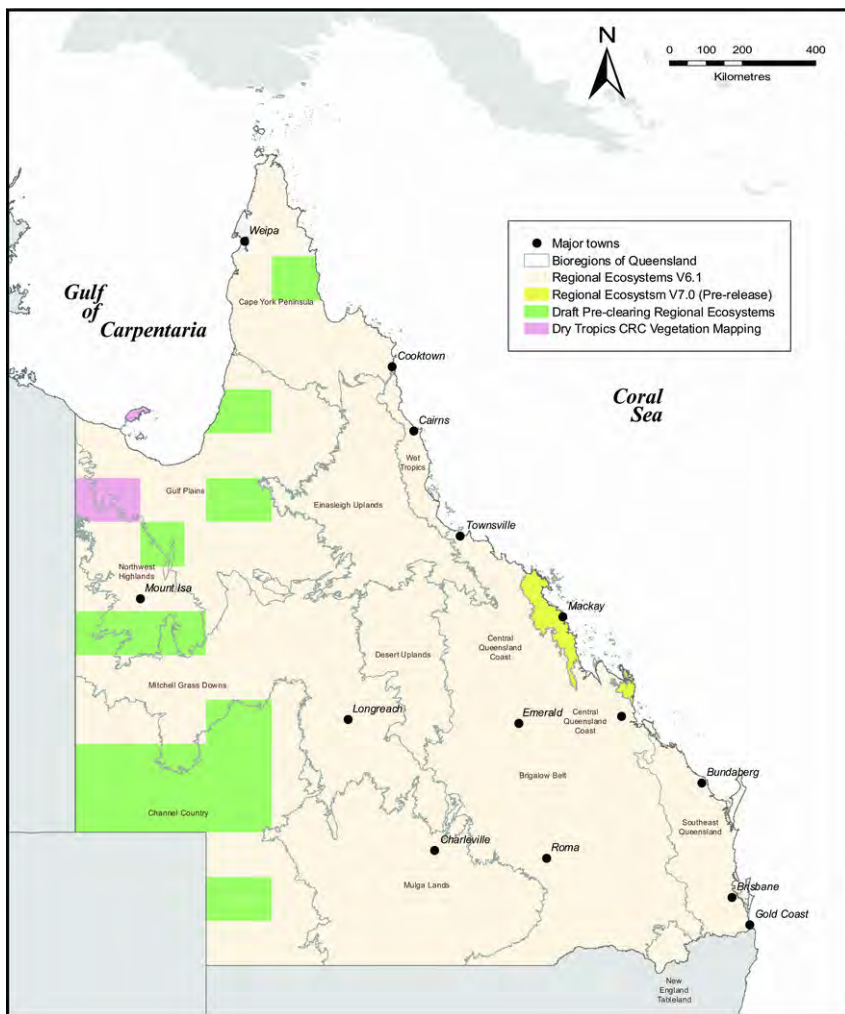 N
0 100 200 400
Kilometres
Major towns
Bioregions of Queensland
Regional Ecosystems V6.1
Regional Ecosystsm V7.0 (Pre-release)
Draft Pre-clearing Regional Ecosystems
Dry Tropics CRC Vegetation Mapping
Weipa
Gulf
of
Carpentaria
Cape York Peninsula
Cooktown
Coral
Sea
Cairns
Wet
Tropics
Gulf Plains
Einasleigh Uplands
Townsville
Northwest
Highlands
Mount Isa
Mackay
Central
Queensland
Coast
Desert Uplands
Mitchell Grass Downs
Longreach
Emerald
Central
Queensland
Coast
Brigalow Belt
Bundaberg
Channel Country
Southeast
Queensland
Charleville
Roma
Mulga Lands
Brisbane
Gold Coast
New
England
Tableland